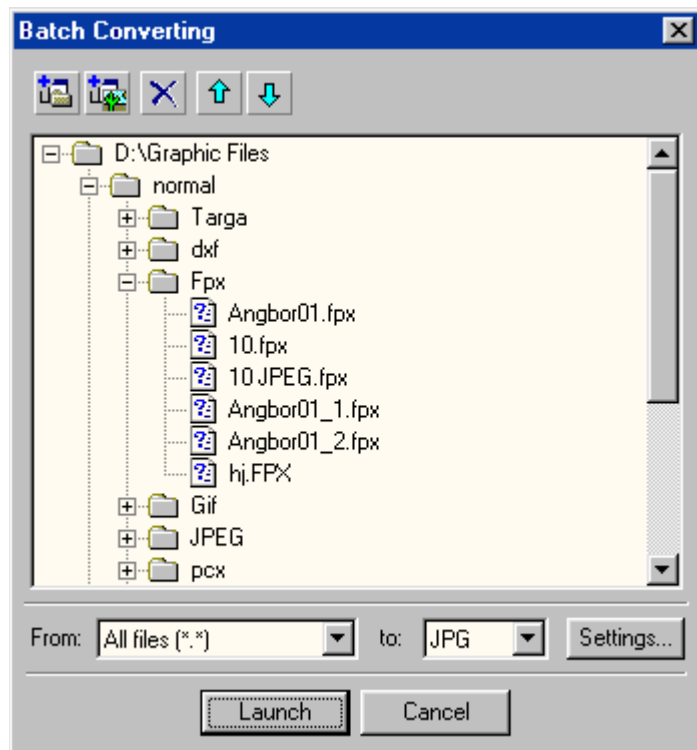 Batch Converting
D:\Graphic Files
normal
Targa
dxf
Fpx
Angbor01.fpx
10.fpx
10 JPEG.fpx
Angbor01_1.fpx
Angbor01_2.fpx
hj.FPX
Gif
JPEG
pcx
From: All files (*.*) to: JPG Settings...
Launch Cancel